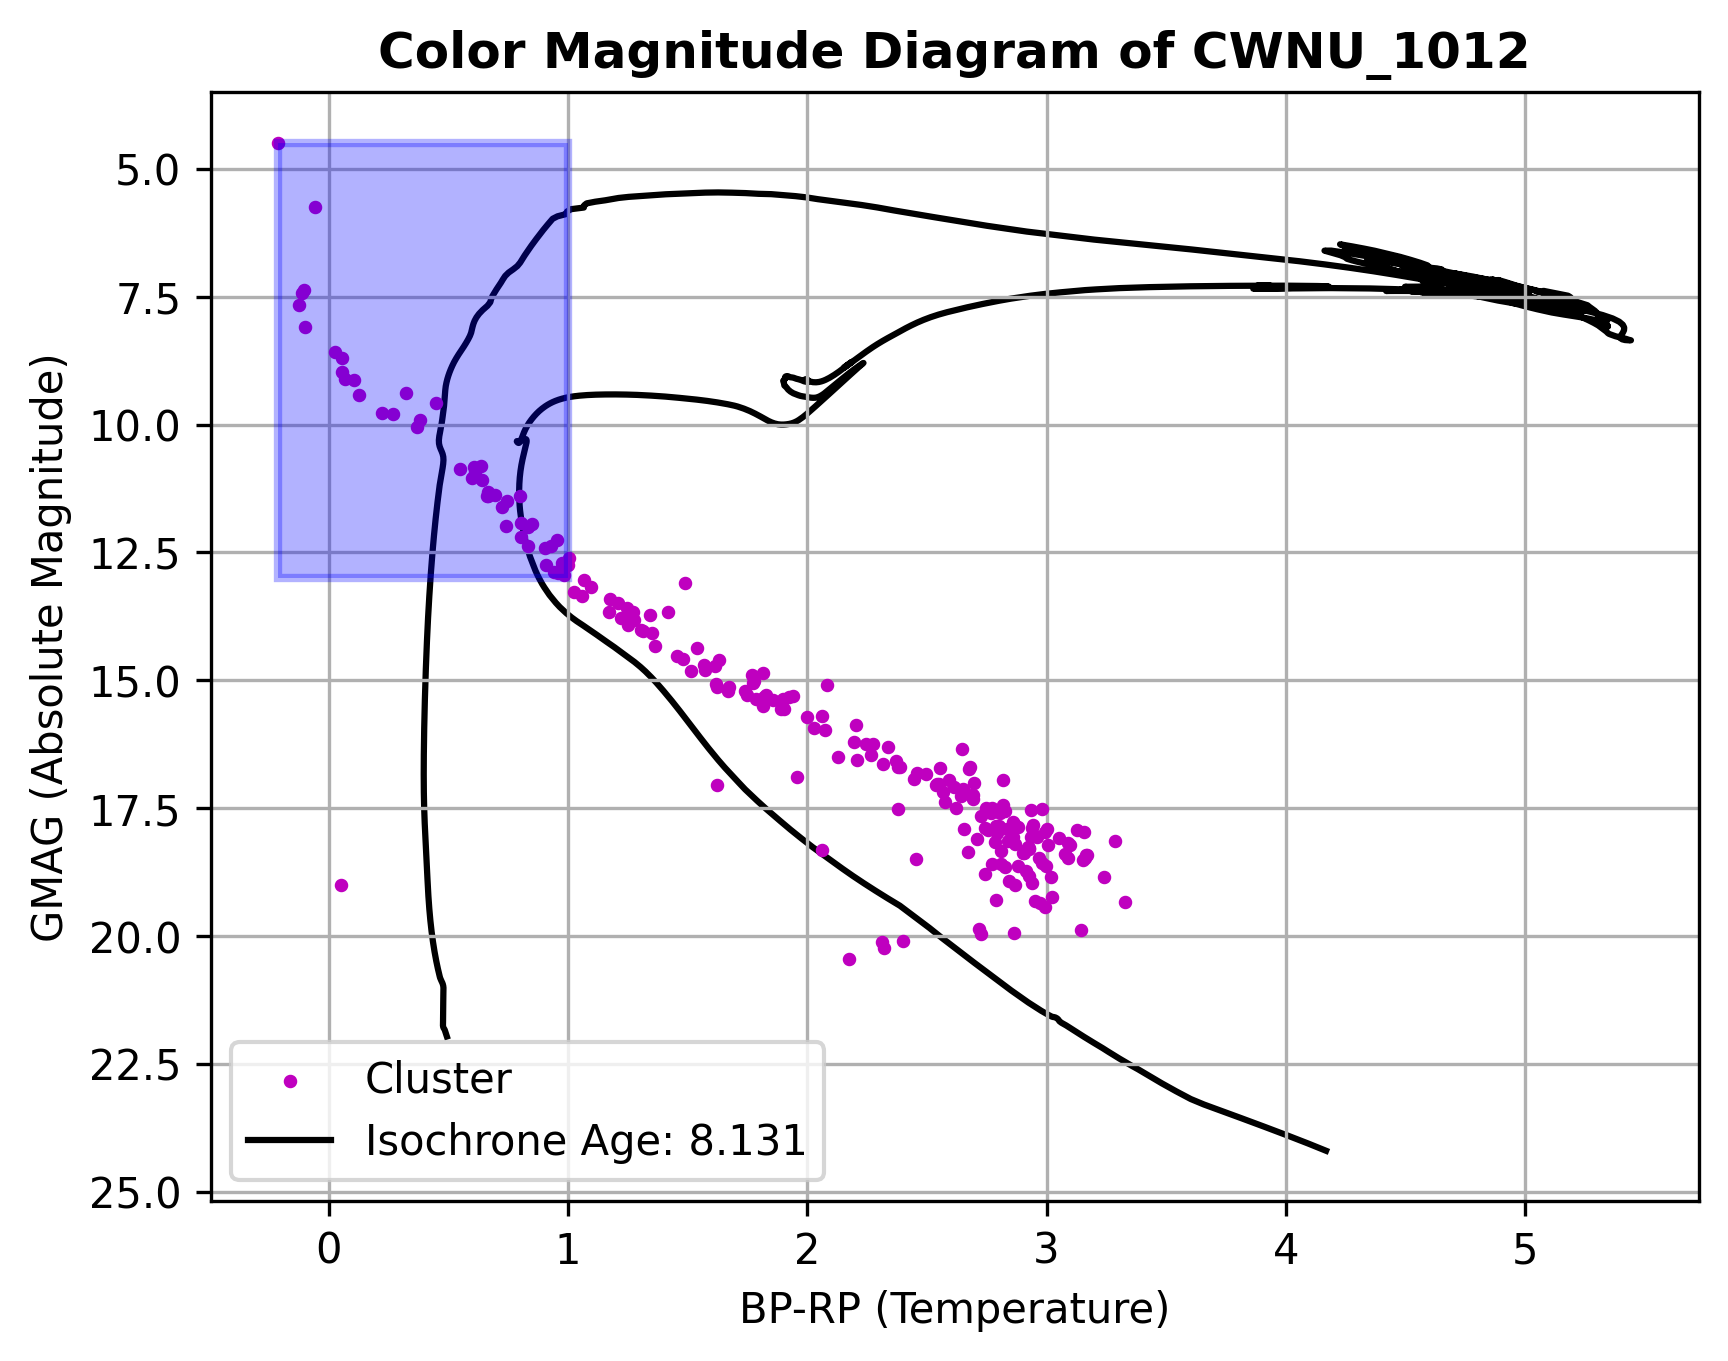 Color Magnitude Diagram of CWNU_1012
GMAG (Absolute Magnitude)
5.0
7.5
10.0
12.5
15.0
17.5
20.0
22.5
25.0
Cluster
Isochrone Age: 8.131
0 1 2 3 4 5
BP-RP (Temperature)